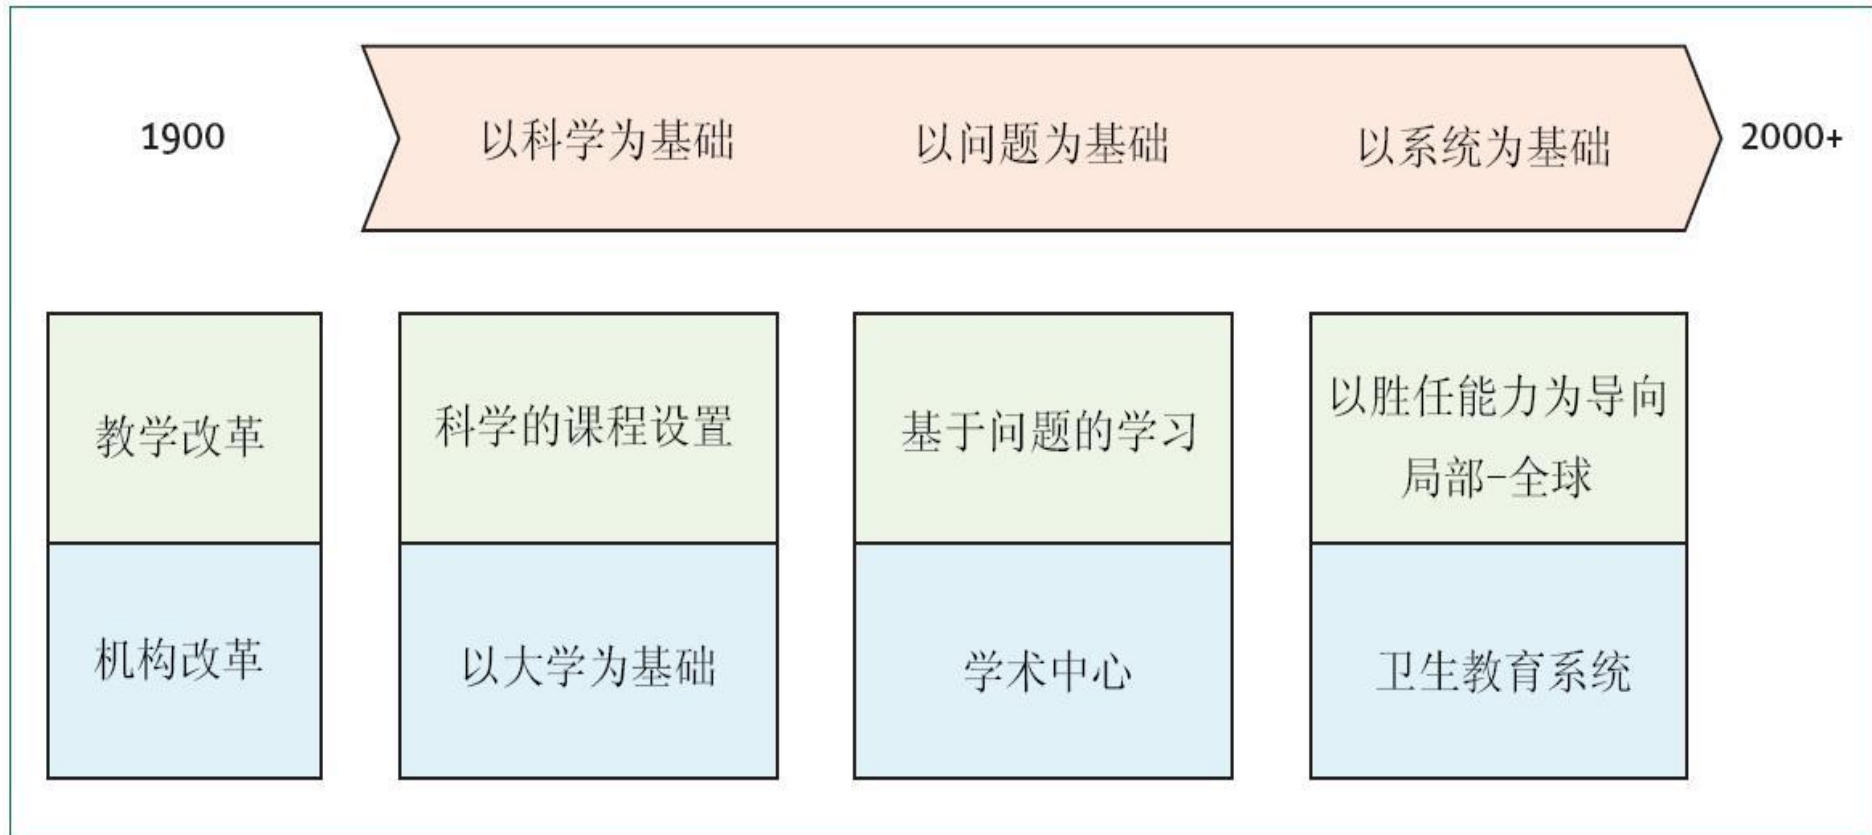 1900
以科学为基础
以问题为基础
以系统为基础
2000+
教学改革
科学的课程设置
基于问题的学习
以胜任能力为导向
局部-全球
机构改革
以大学为基础
学术中心
卫生教育系统